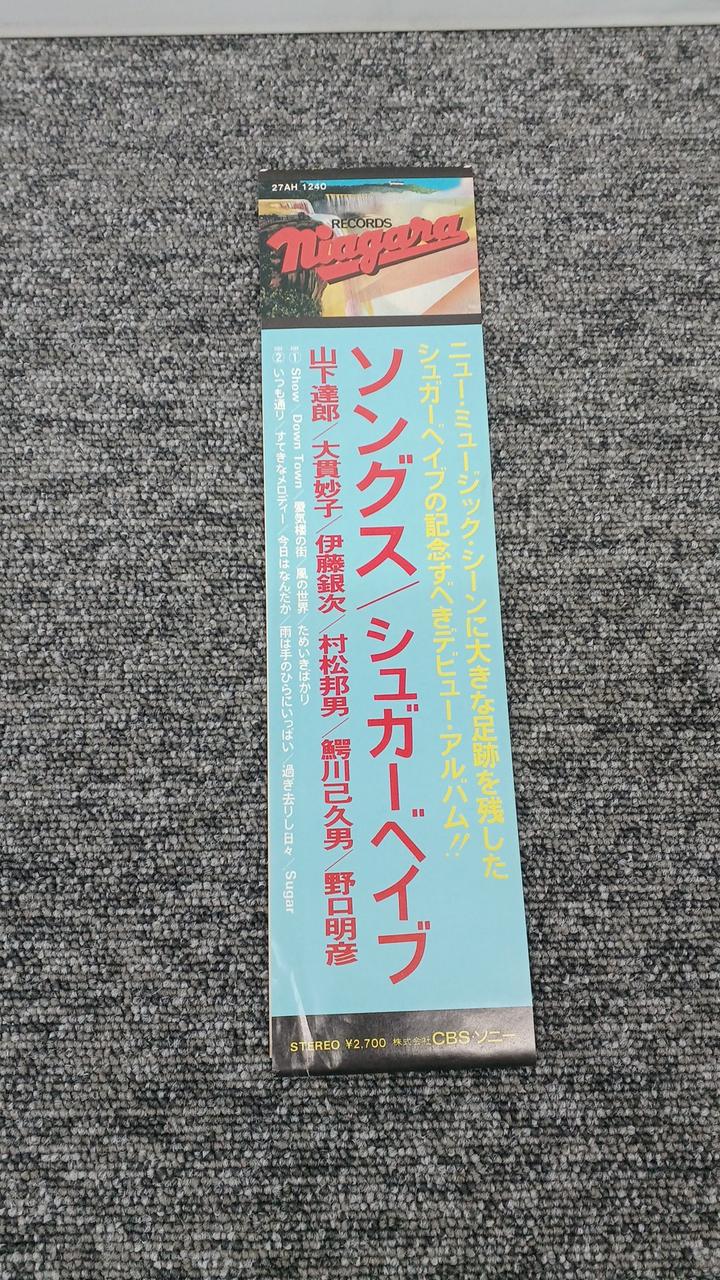 27AH 1240
RECORDS
Niagara
ニュー・ミュージック・シーンに大きな足跡を残した
シュガーベイブの記念すべきデビュー・アルバム!!
ソングス/シュガーベイブ
山下達郎/大貫妙子/伊藤銀次/村松邦男/鰐川己久男/野口明彦
① Show/Down Town/蜃気楼の街/風の世界/ためいきばかり
② いつも通り/すてきなメロディー/今日はなんだか/雨は手のひらにいっぱい/過ぎ去りし日々/Sugar
STEREO ¥2,700 株式会社CBS・ソニー